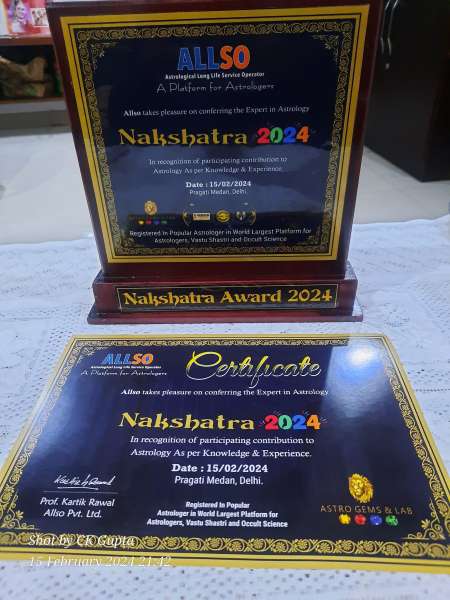 ALLSO
Astrological Long Life Service Operator
A Platform for Astrologers
Allso takes pleasure on conferring the Expert in Astrology
Nakshatra 2024
In recognition of participating contribution to
Astrology As per Knowledge & Experience.
Date : 15/02/2024
Pragati Medan, Delhi.
Registered In Popular Astrologer in World Largest Platform for
Astrologers, Vastu Shastri and Occult Science
Nakshatra Award 2024
ALLSO
Astrological Long Life Service Operator
A Platform for Astrologers
Certificate
Allso takes pleasure on conferring the Expert in Astrology
Nakshatra 2024
In recognition of participating contribution to
Astrology As per Knowledge & Experience.
Date : 15/02/2024
Pragati Medan, Delhi.
Prof. Kartik Rawal
Allso Pvt. Ltd.
Registered In Popular
Astrologer in World Largest Platform for
Astrologers, Vastu Shastri and Occult Science
ASTRO GEMS & LAB
Shot by CK Gupta
15 February 2024 21:42